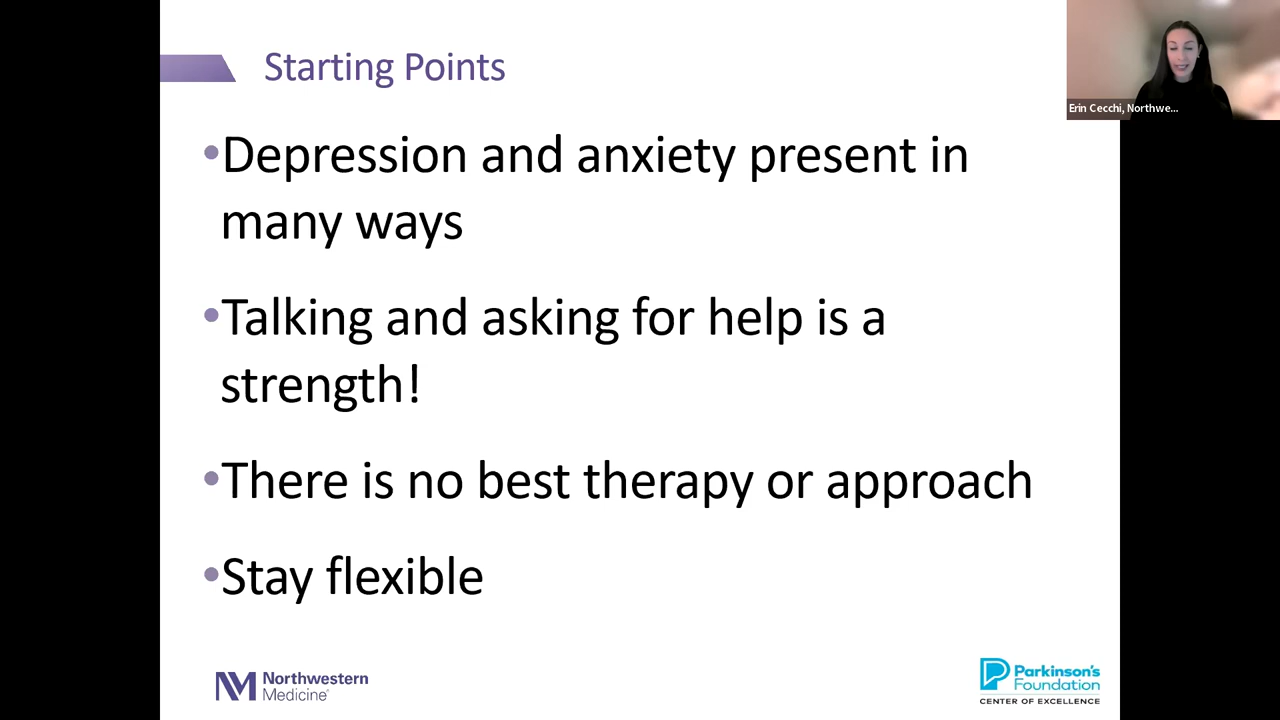 Starting Points
Erin Cecchi, Northwe...
•Depression and anxiety present in
many ways
•Talking and asking for help is a
strength!
•There is no best therapy or approach
•Stay flexible
NM Northwestern
Medicine®
Parkinson's
Foundation
CENTER OF EXCELLENCE